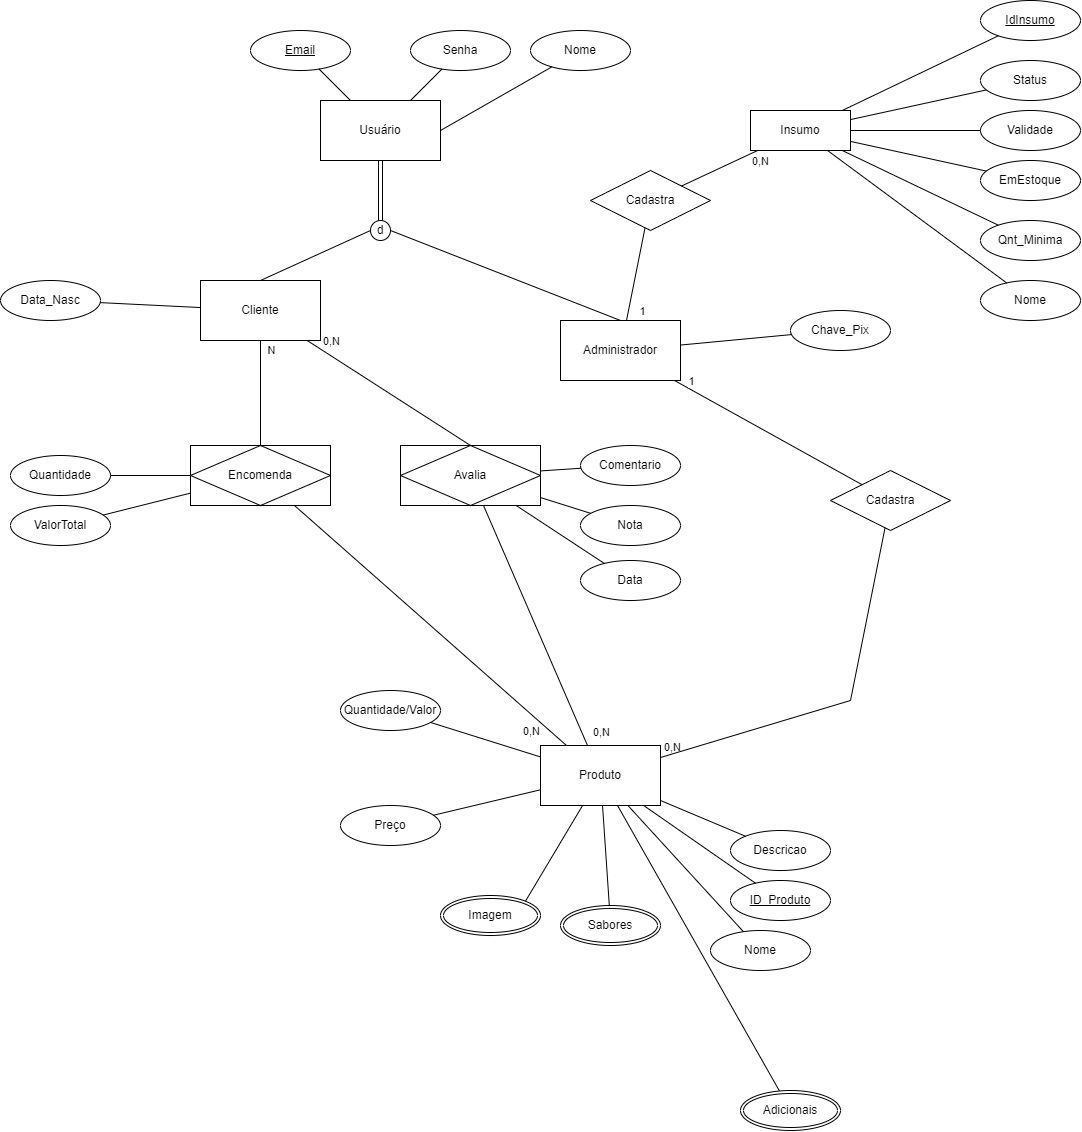 IdInsumo
Email
Senha
Nome
Status
Usuário
Insumo
Validade
0,N
EmEstoque
Cadastra
d
Qnt_Minima
Data_Nasc
Nome
Cliente
1
Chave_Pix
0,N
N
Administrador
1
Comentario
Quantidade
Encomenda
Avalia
Cadastra
ValorTotal
Nota
Data
Quantidade/Valor
0,N
0,N
0,N
Produto
Preço
Descricao
ID_Produto
Imagem
Sabores
Nome
Adicionais